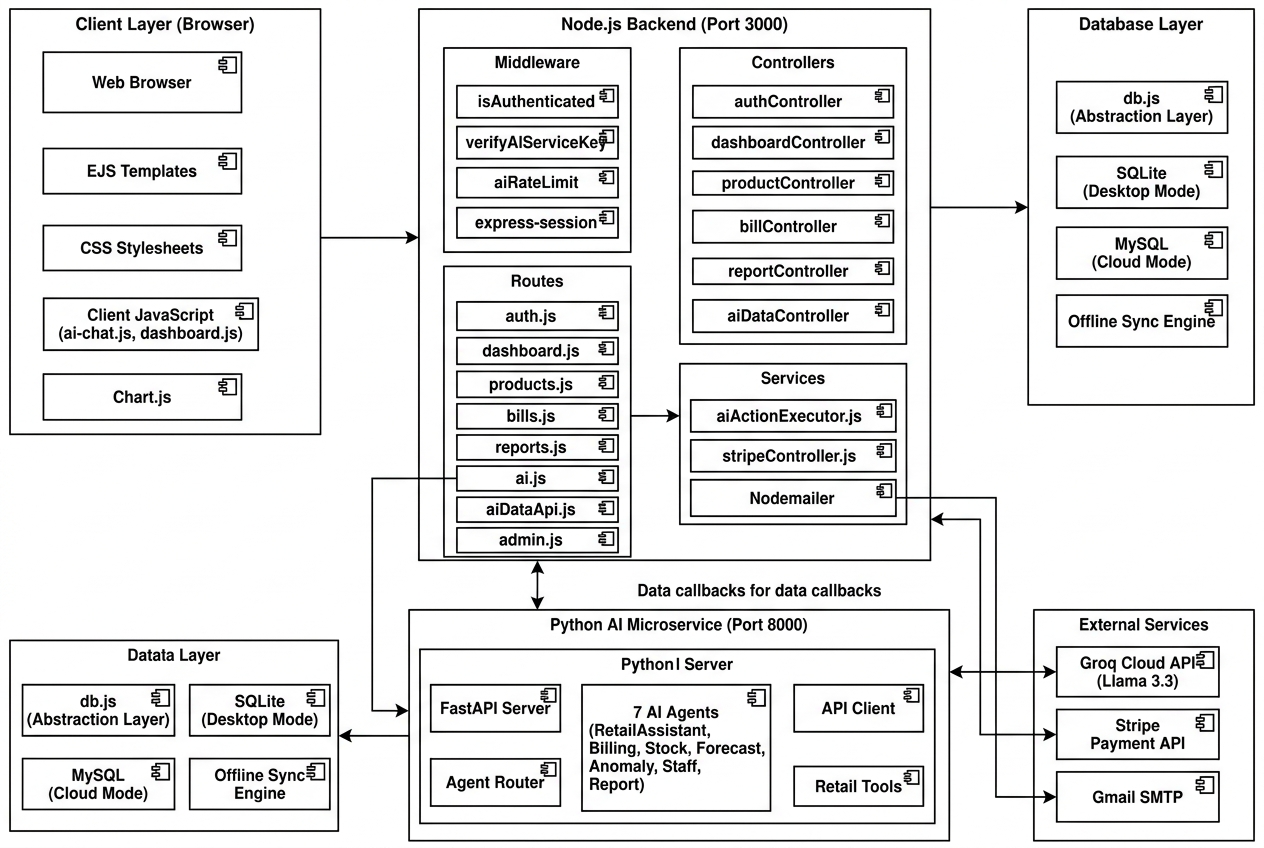 Client Layer (Browser)
Web Browser
EJS Templates
CSS Stylesheets
Client JavaScript
(ai-chat.js, dashboard.js)
Chart.js
Node.js Backend (Port 3000)
Middleware
isAuthenticated
verifyAIServiceKey
aiRateLimit
express-session
Routes
auth.js
dashboard.js
products.js
bills.js
reports.js
ai.js
aiDataApi.js
admin.js
Controllers
authController
dashboardController
productController
billController
reportController
aiDataController
Services
aiActionExecutor.js
stripeController.js
Nodemailer
Database Layer
db.js
(Abstraction Layer)
SQLite
(Desktop Mode)
MySQL
(Cloud Mode)
Offline Sync Engine
Data callbacks for data callbacks
Datata Layer
db.js
(Abstraction Layer)
SQLite
(Desktop Mode)
MySQL
(Cloud Mode)
Offline Sync
Engine
Python AI Microservice (Port 8000)
Pythonl Server
FastAPI Server
Agent Router
7 AI Agents
(RetailAssistant,
Billing, Stock, Forecast,
Anomaly, Staff,
Report)
API Client
Retail Tools
External Services
Groq Cloud API
(Llama 3.3)
Stripe
Payment API
Gmail SMTP